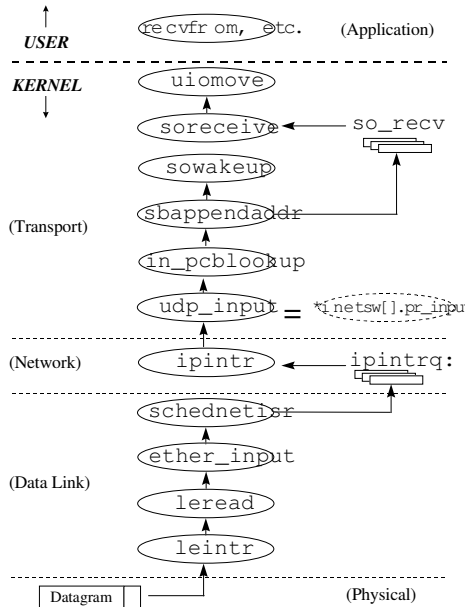 recvfrom, etc.
(Application)
USER
KERNEL
uiomove
soreceive
so_recv
sowakeup
sbappendaddr
(Transport)
in_pcblookup
udp_input = *inetsw[].pr_input
(Network)
ipintr
ipintrq:
schednetisr
ether_input
(Data Link)
leread
leintr
Datagram
(Physical)